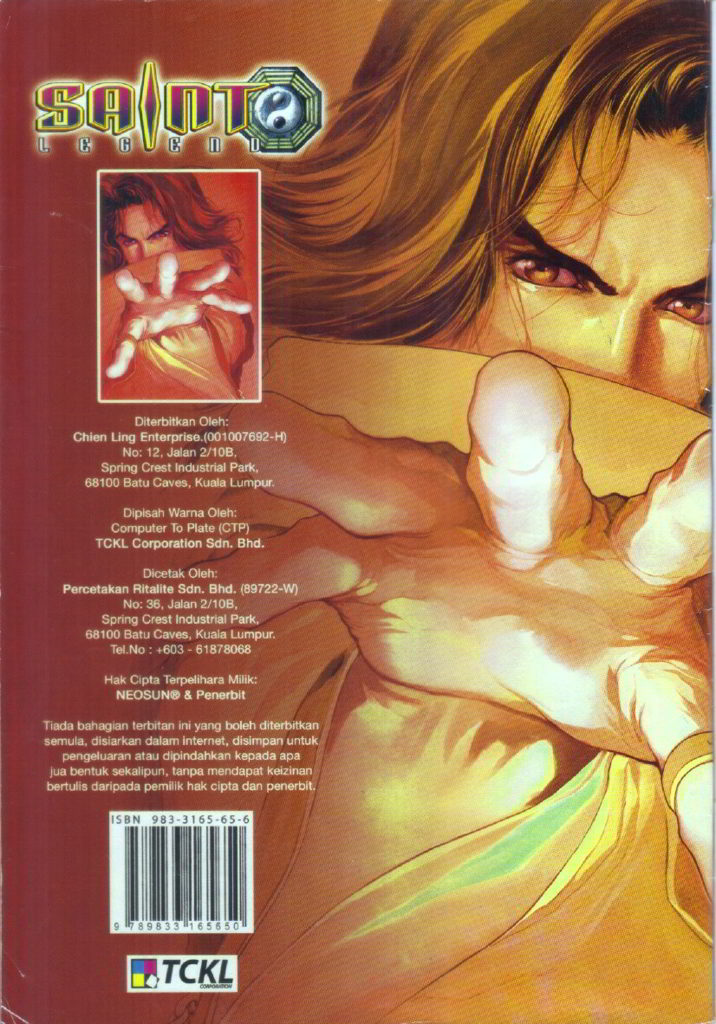 SAINT
LEGEND
Diterbitkan Oleh:
Chien Ling Enterprise.(001007692-H)
No: 12, Jalan 2/10B,
Spring Crest Industrial Park,
68100 Batu Caves, Kuala Lumpur.
Dipisah Warna Oleh:
Computer To Plate (CTP)
TCKL Corporation Sdn. Bhd.
Dicetak Oleh:
Percetakan Ritalite Sdn. Bhd. (89722-W)
No: 36, Jalan 2/10B,
Spring Crest Industrial Park,
68100 Batu Caves, Kuala Lumpur.
Tel.No : +603 - 61878068
Hak Cipta Terpelihara Milik:
NEOSUN® & Penerbit
Tiada bahagian terbitan ini yang boleh diterbitkan
semula, disiarkan dalam internet, disimpan untuk
pengeluaran atau dipindahkan kepada apa
jua bentuk sekalipun, tanpa mendapat keizinan
bertulis daripada pemilik hak cipta dan penerbit.
ISBN 983-3165-65-6
9 789833 165650
TCKL
CORPORATION